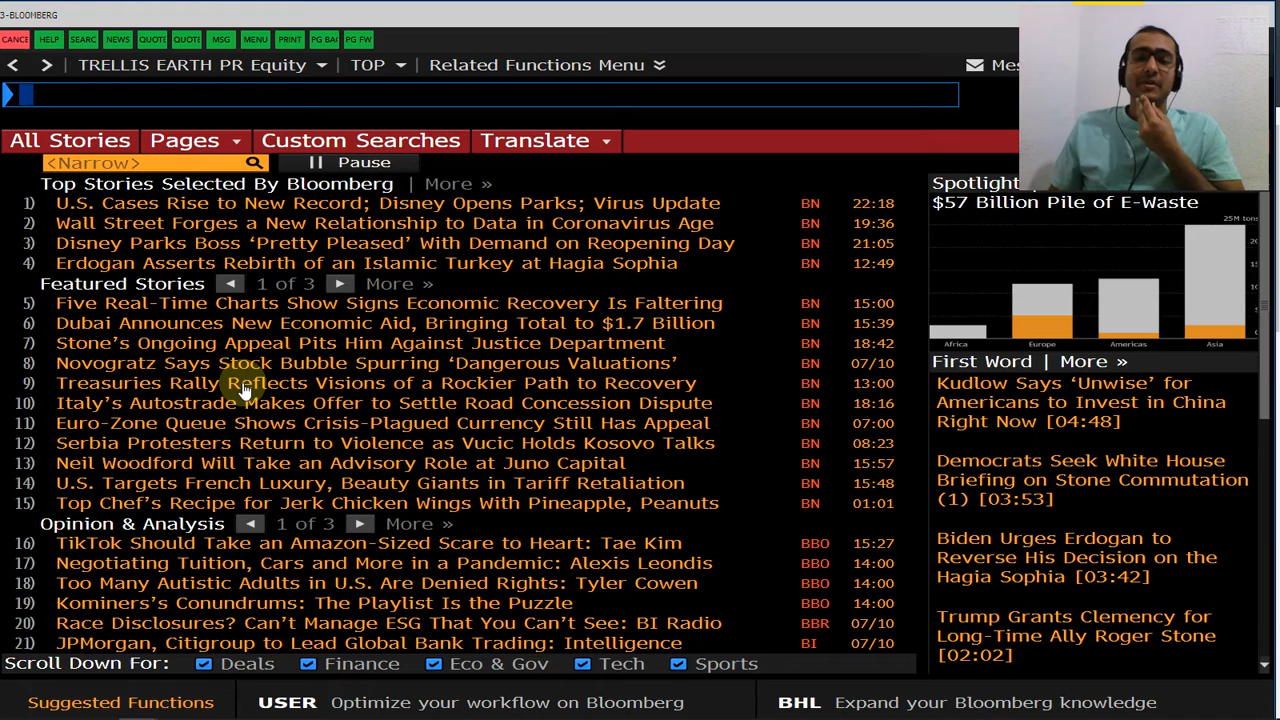 3-BLOOMBERG
CANCE HELP SEARC NEWS QUOTE QUOTE MSG MENU PRINT PG BAC PG FW
< > TRELLIS EARTH PR Equity TOP Related Functions Menu Mes
All Stories Pages Custom Searches Translate
<Narrow> Pause
Top Stories Selected By Bloomberg | More »
1) U.S. Cases Rise to New Record; Disney Opens Parks; Virus Update BN 22:18
2) Wall Street Forges a New Relationship to Data in Coronavirus Age BN 19:36
3) Disney Parks Boss ‘Pretty Pleased’ With Demand on Reopening Day BN 21:05
4) Erdogan Asserts Rebirth of an Islamic Turkey at Hagia Sophia BN 12:49
Featured Stories 1 of 3 More »
5) Five Real-Time Charts Show Signs Economic Recovery Is Faltering BN 15:00
6) Dubai Announces New Economic Aid, Bringing Total to $1.7 Billion BN 15:39
7) Stone’s Ongoing Appeal Pits Him Against Justice Department BN 18:42
8) Novogratz Says Stock Bubble Spurring ‘Dangerous Valuations’ BN 07/10
9) Treasuries Rally Reflects Visions of a Rockier Path to Recovery BN 13:00
10) Italy’s Autostrade Makes Offer to Settle Road Concession Dispute BN 18:16
11) Euro-Zone Queue Shows Crisis-Plagued Currency Still Has Appeal BN 07:00
12) Serbia Protesters Return to Violence as Vucic Holds Kosovo Talks BN 08:23
13) Neil Woodford Will Take an Advisory Role at Juno Capital BN 15:57
14) U.S. Targets French Luxury, Beauty Giants in Tariff Retaliation BN 15:48
15) Top Chef’s Recipe for Jerk Chicken Wings With Pineapple, Peanuts BN 01:01
Opinion & Analysis 1 of 3 More »
16) TikTok Should Take an Amazon-Sized Scare to Heart: Tae Kim BBO 15:27
17) Negotiating Tuition, Cars and More in a Pandemic: Alexis Leondis BBO 14:00
18) Too Many Autistic Adults in U.S. Are Denied Rights: Tyler Cowen BBO 14:00
19) Kominers’s Conundrums: The Playlist Is the Puzzle BBO 14:00
20) Race Disclosures? Can’t Manage ESG That You Can’t See: BI Radio BBR 07/10
21) JPMorgan, Citigroup to Lead Global Bank Trading: Intelligence BI 07/10
Scroll Down For: Deals Finance Eco & Gov Tech Sports
Spotlight
$57 Billion Pile of E-Waste
25M tons
Africa Europe Americas Asia
First Word | More »
Kudlow Says ‘Unwise’ for
Americans to Invest in China
Right Now [04:48]
Democrats Seek White House
Briefing on Stone Commutation
(1) [03:53]
Biden Urges Erdogan to
Reverse His Decision on the
Hagia Sophia [03:42]
Trump Grants Clemency for
Long-Time Ally Roger Stone
[02:02]
Suggested Functions USER Optimize your workflow on Bloomberg BHL Expand your Bloomberg knowledge